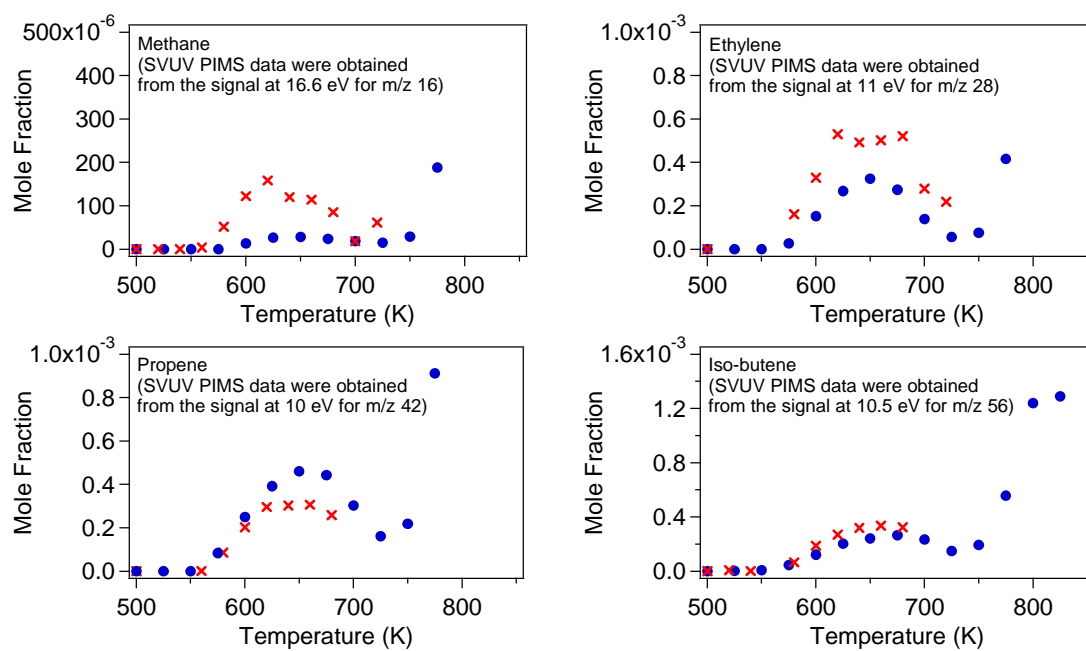 500x10-6
400
300
200
100
0
Mole Fraction
Methane
(SVUV PIMS data were obtained
from the signal at 16.6 eV for m/z 16)
500
600
700
800
Temperature (K)
1.0x10-3
0.8
0.6
0.4
0.2
0.0
Mole Fraction
Ethylene
(SVUV PIMS data were obtained
from the signal at 11 eV for m/z 28)
500
600
700
800
Temperature (K)
1.0x10-3
0.8
0.6
0.4
0.2
0.0
Mole Fraction
Propene
(SVUV PIMS data were obtained
from the signal at 10 eV for m/z 42)
500
600
700
800
Temperature (K)
1.6x10-3
1.2
0.8
0.4
0.0
Mole Fraction
Iso-butene
(SVUV PIMS data were obtained
from the signal at 10.5 eV for m/z 56)
500
600
700
800
Temperature (K)